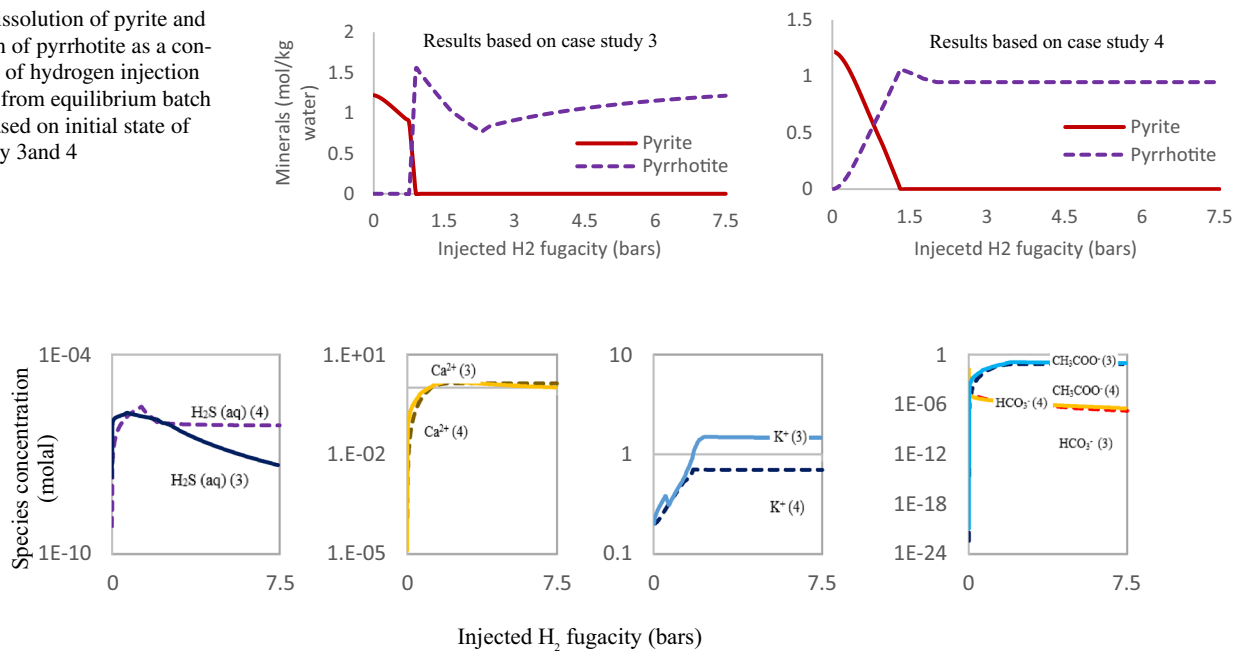 issolution of pyrite and
n of pyrrhotite as a con-
of hydrogen injection
from equilibrium batch
ased on initial state of
y 3and 4
Results based on case study 3
Minerals (mol/kg
water)
2
1.5
1
0.5
0
Pyrite
Pyrrhotite
0 1.5 3 4.5 6 7.5
Injected H2 fugacity (bars)
Results based on case study 4
1.5
1
0.5
0
Pyrite
Pyrrhotite
0 1.5 3 4.5 6 7.5
Injecetd H2 fugacity (bars)
Species concentration
(molal)
1E-04
1E-10
H₂S (aq) (4)
H₂S (aq) (3)
0 7.5
1.E+01
1.E-02
1.E-05
Ca²⁺ (3)
Ca²⁺ (4)
0 7.5
10
1
0.1
K⁺ (3)
K⁺ (4)
0 7.5
1
1E-06
1E-12
1E-18
1E-24
CH₃COO⁻ (3)
CH₃COO⁻ (4)
HCO₃⁻ (4)
HCO₃⁻ (3)
0 7.5
Injected H₂ fugacity (bars)